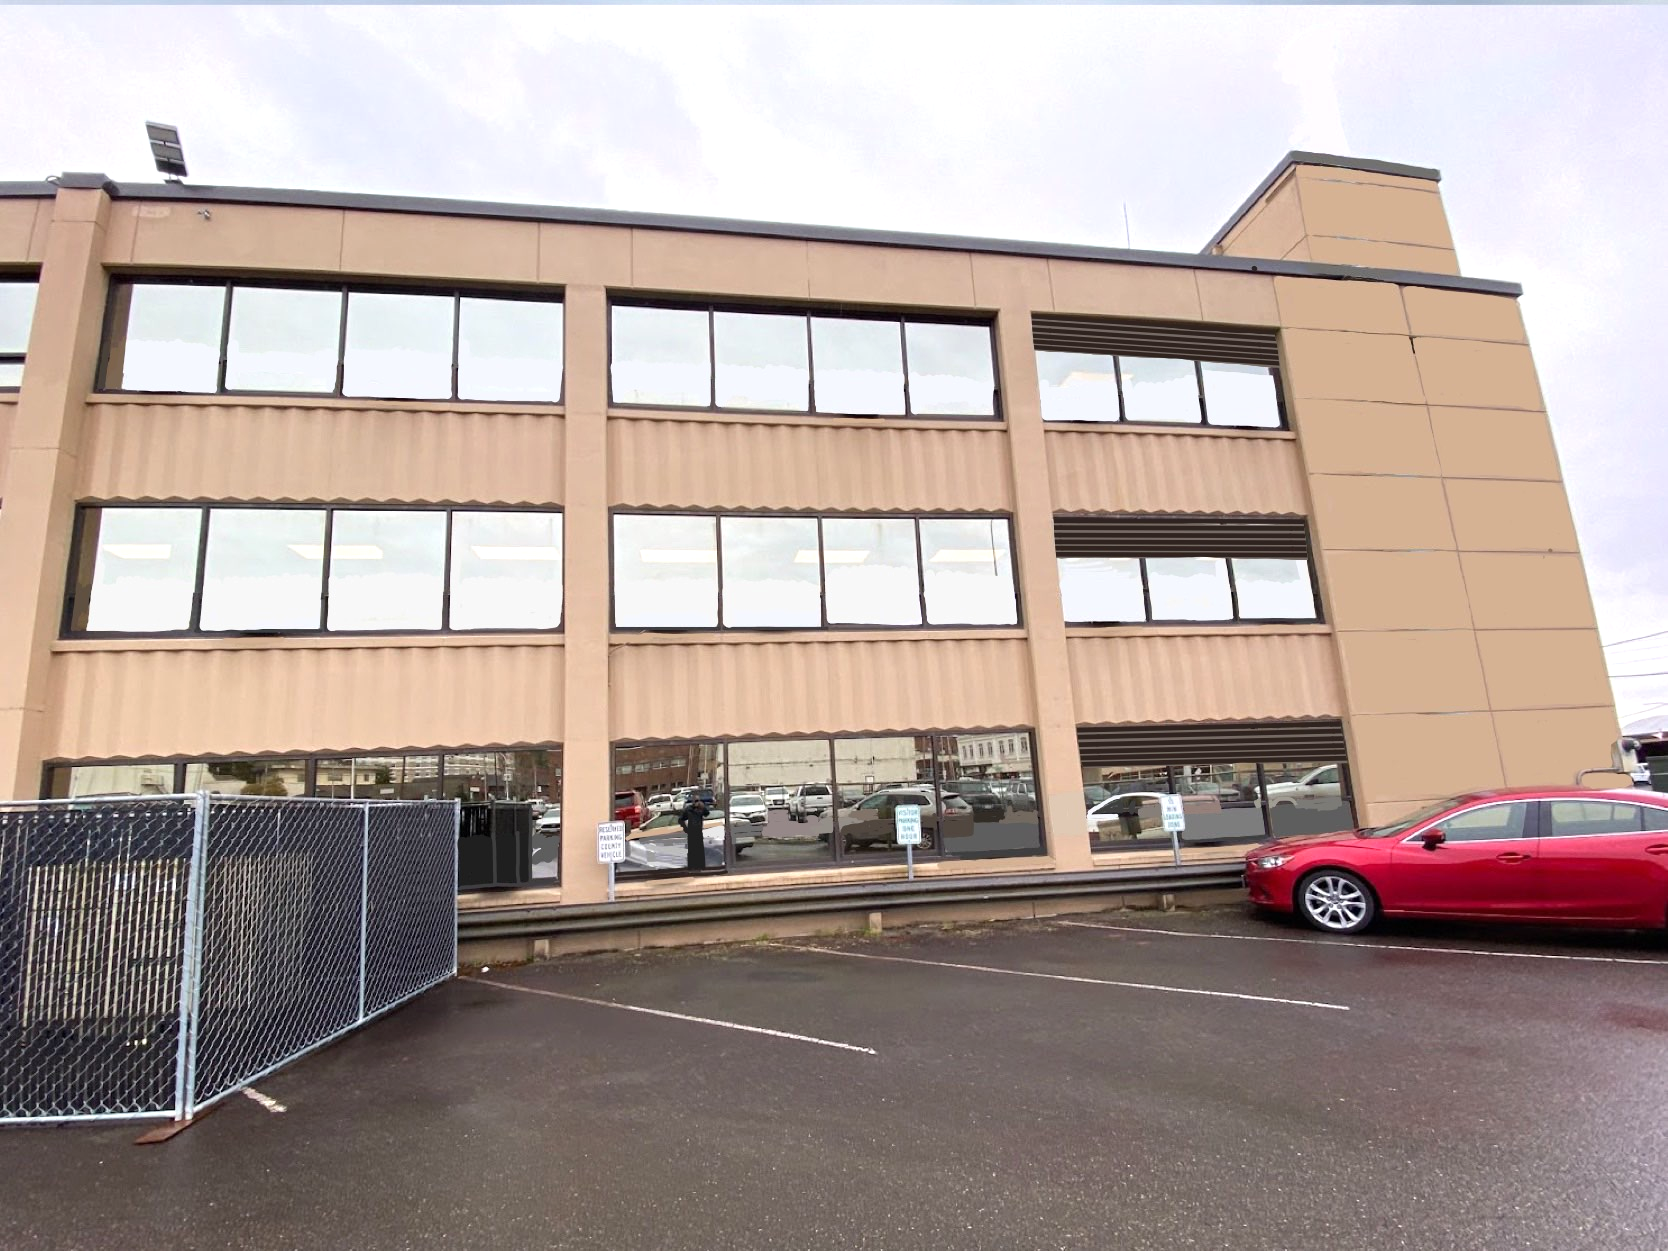 RESERVED
PARKING
COUNTY
VEHICLE
VISITOR
PARKING
ONE
HOUR
MIN
LOADING
ZONE